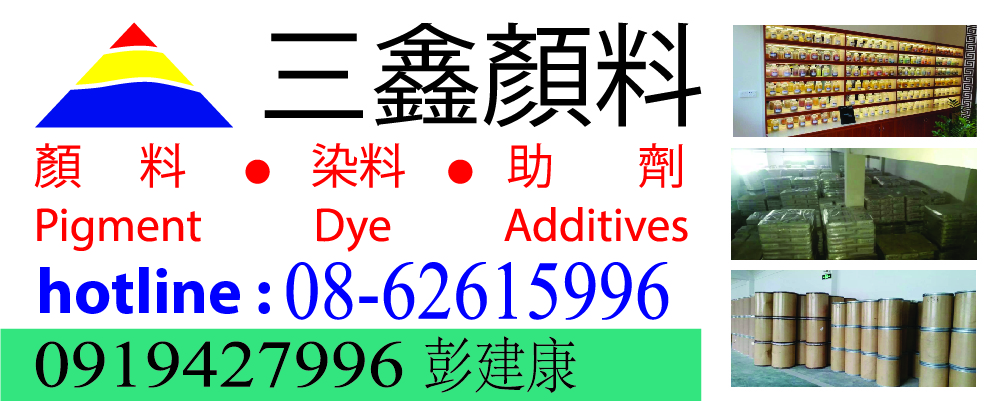 三鑫顏料
顏料 ● 染料 ● 助劑
Pigment Dye Additives
hotline : 08-62615996
0919427996 彭建康